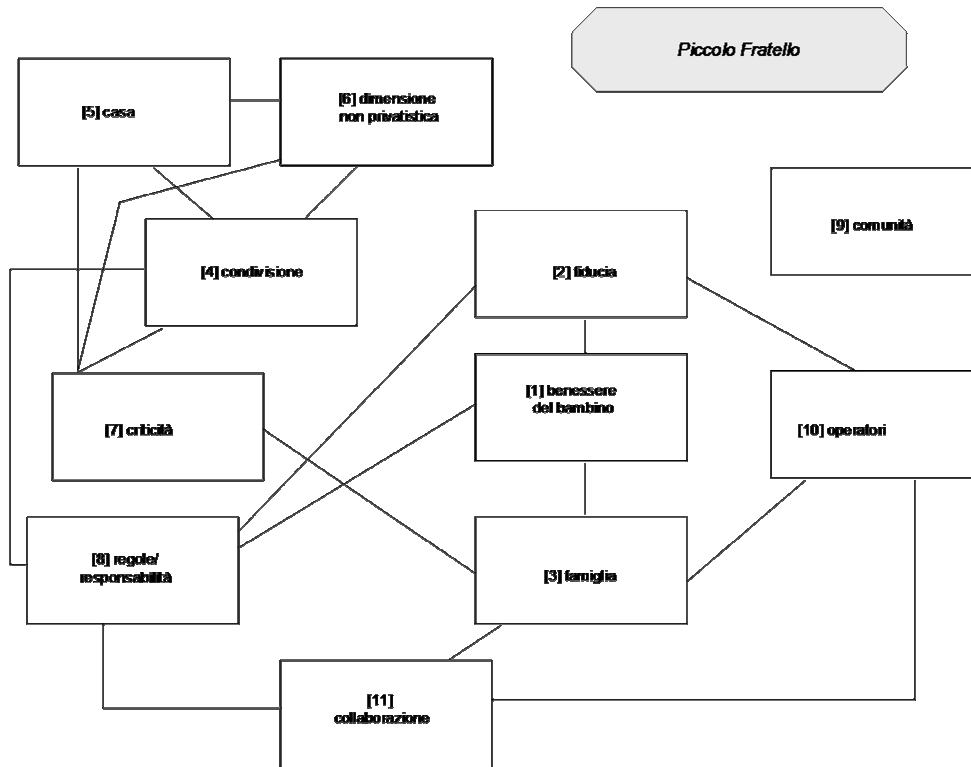 Piccolo Fratello
[5] casa
[6] dimensione
non privatistica
[9] comunità
[4] condivisione
[2] fiducia
[1] benessere
del bambino
[7] criticità
[10] operatori
[8] regole/
responsabilità
[3] famiglia
[11]
collaborazione